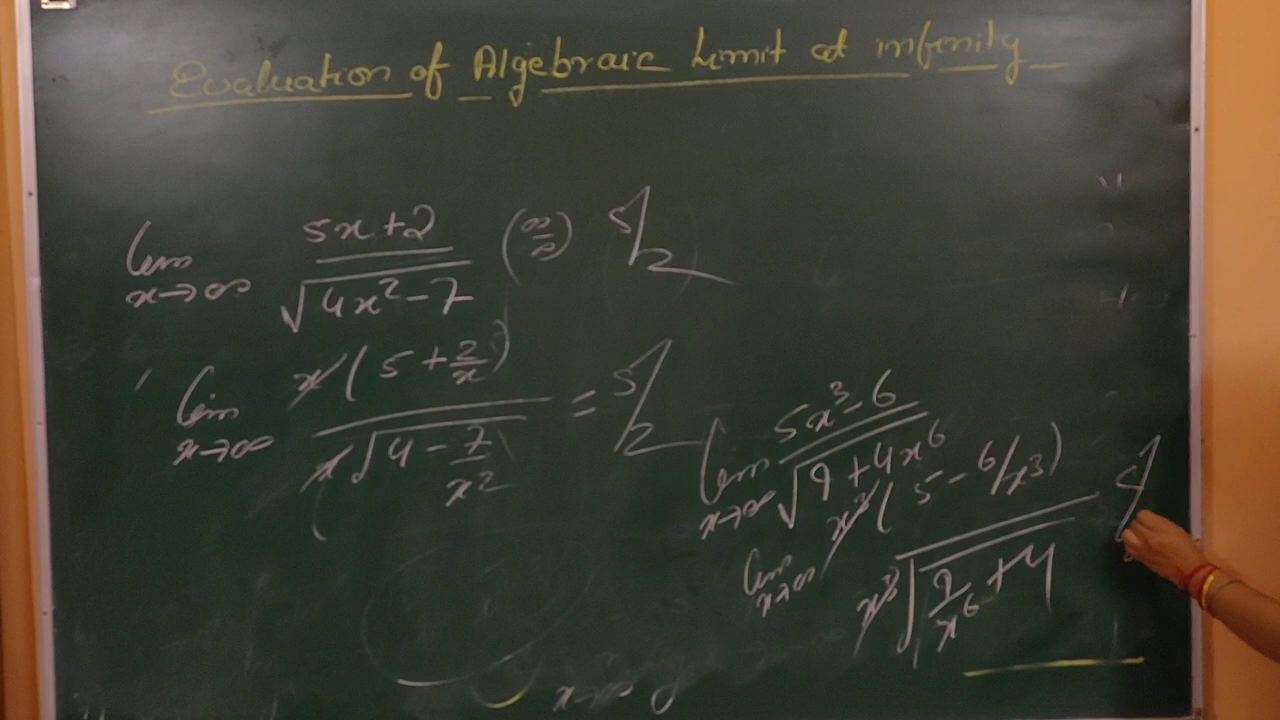 Evaluation of Algebraic Limit at infinity
lim x→∞ (5x+2)/√(4x²-7) (∞/∞) 5/2
lim x→∞ x(5+2/x)/(x√(4-7/x²)) = 5/2
lim x→∞ (5x³-6)/√(9+4x⁶)
lim x→∞ x³(5-6/x³)/(x³√(9/x⁶+4)) 5/
x→∞